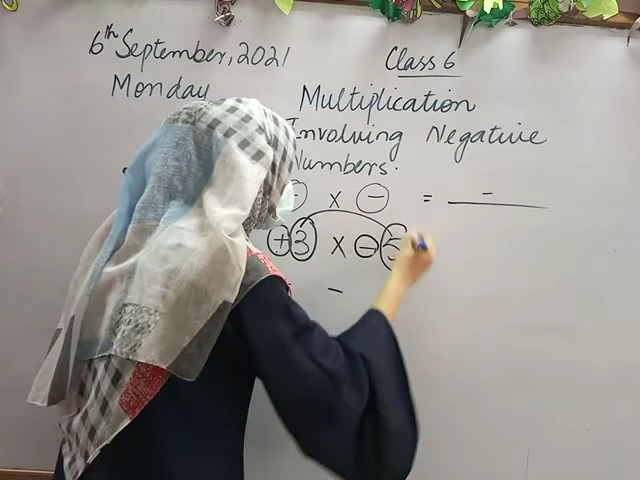 6th September, 2021
Monday
Class 6
Multiplication
Involving Negative
Numbers.
x - = -
+3 x -5
-